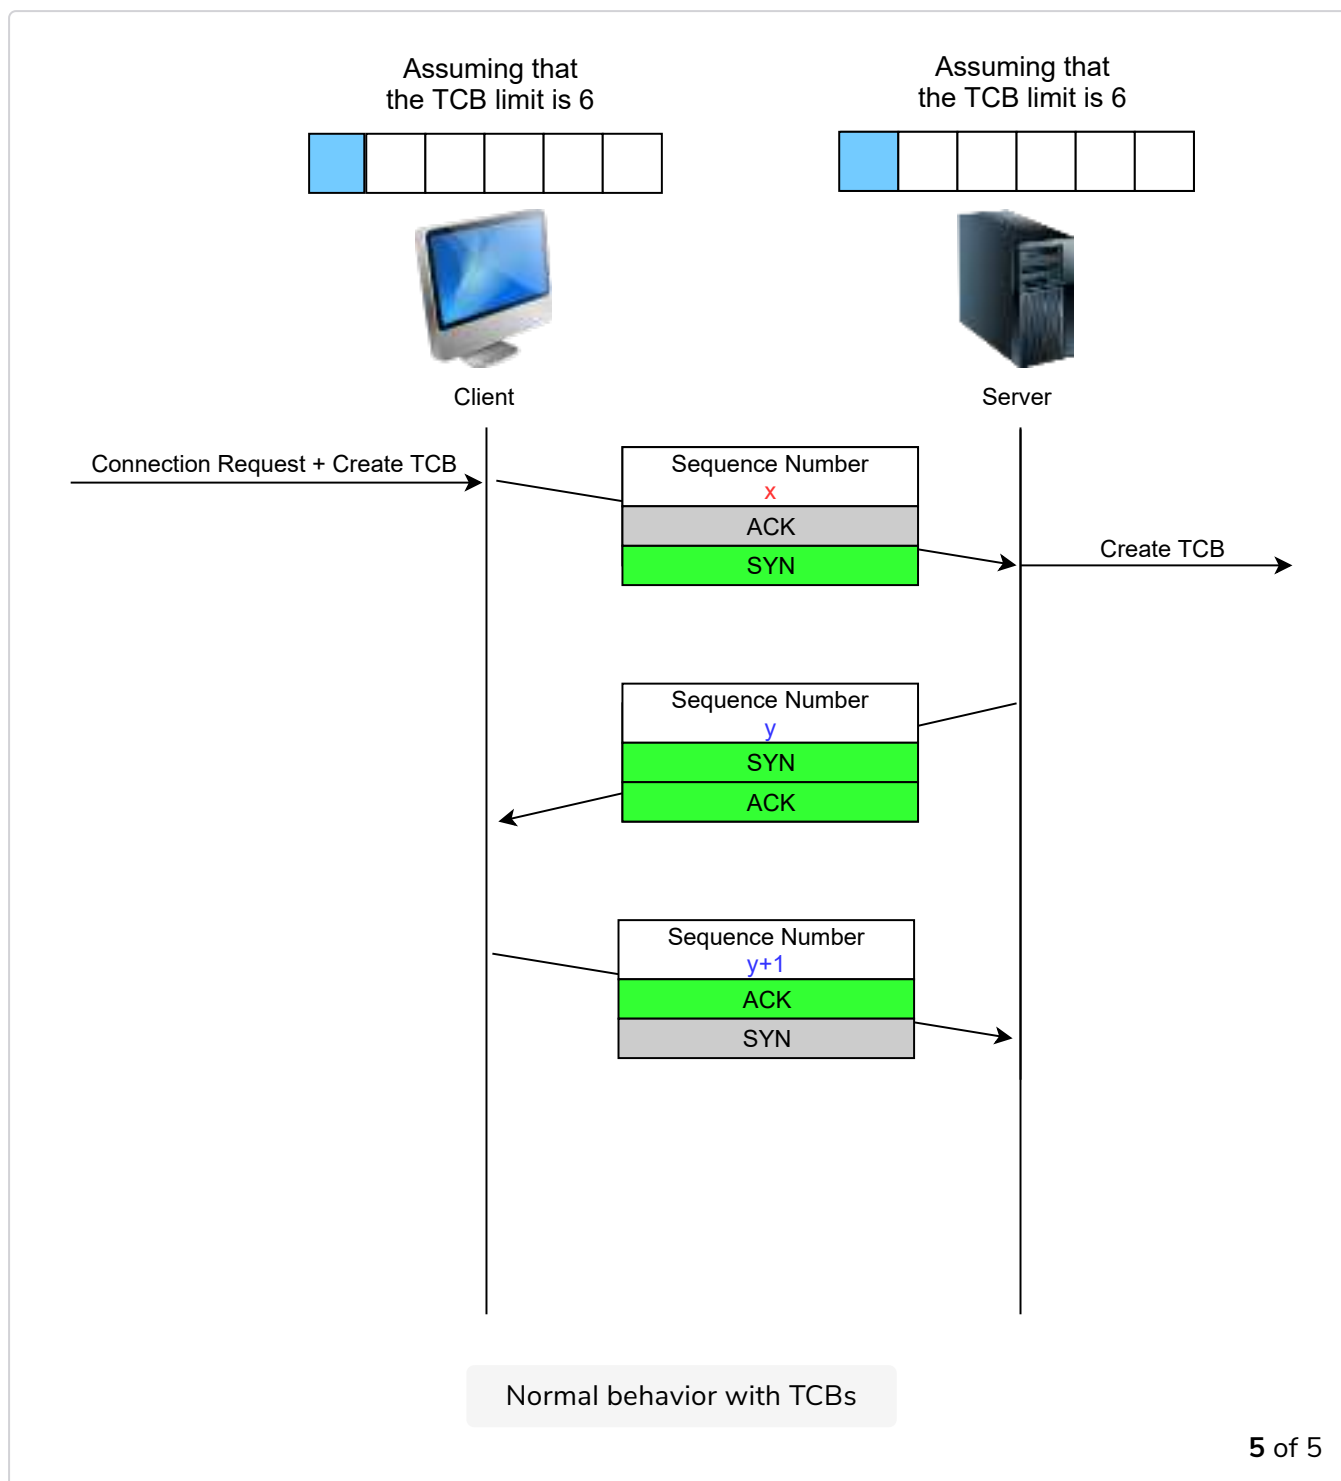 Assuming that
the TCB limit is 6
Assuming that
the TCB limit is 6
Client
Server
Connection Request + Create TCB
Sequence Number
x
ACK
SYN
Create TCB
Sequence Number
y
SYN
ACK
Sequence Number
y+1
ACK
SYN
Normal behavior with TCBs
5 of 5